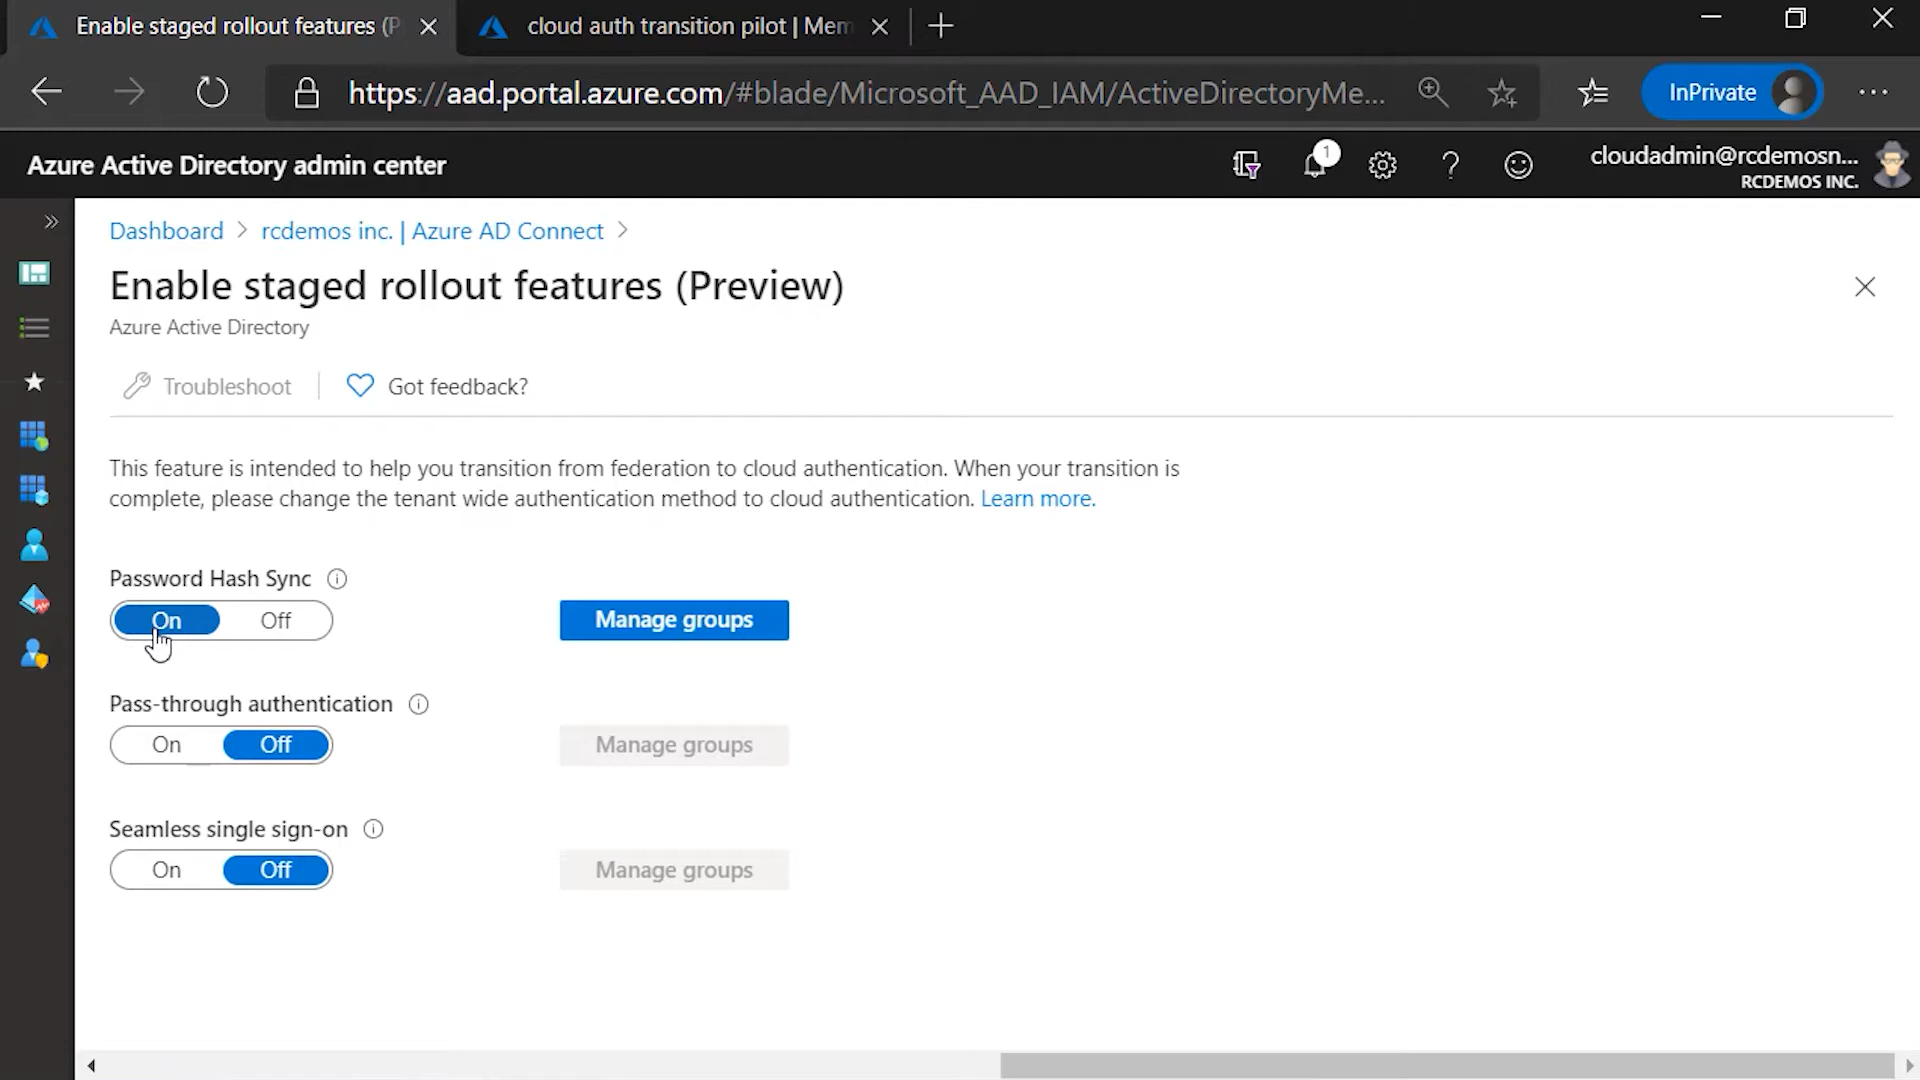 Enable staged rollout features (P
cloud auth transition pilot | Mem
https://aad.portal.azure.com/#blade/Microsoft_AAD_IAM/ActiveDirectoryMe...
InPrivate
Azure Active Directory admin center
1
cloudadmin@rcdemosn...
RCDEMOS INC.
Dashboard > rcdemos inc. | Azure AD Connect >
Enable staged rollout features (Preview)
Azure Active Directory
Troubleshoot
Got feedback?
This feature is intended to help you transition from federation to cloud authentication. When your transition is
complete, please change the tenant wide authentication method to cloud authentication. Learn more.
Password Hash Sync
On Off
Manage groups
Pass-through authentication
On Off
Manage groups
Seamless single sign-on
On Off
Manage groups